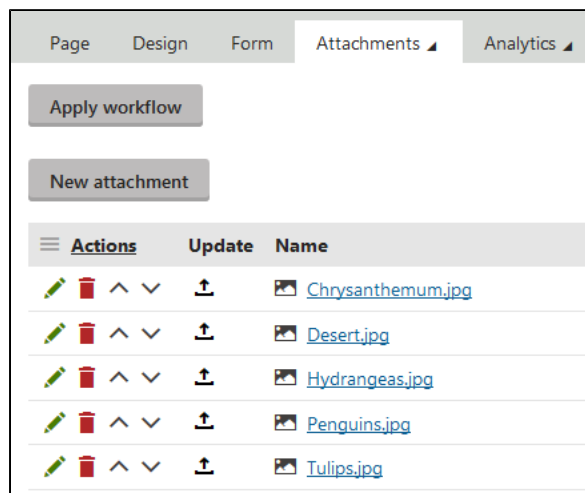 Page Design Form Attachments Analytics
Apply workflow
New attachment
Actions Update Name
Chrysanthemum.jpg
Desert.jpg
Hydrangeas.jpg
Penguins.jpg
Tulips.jpg